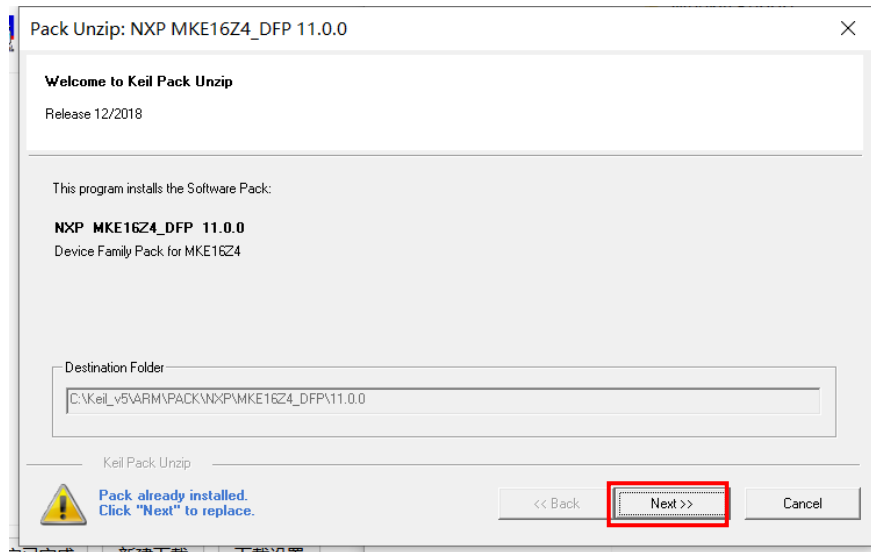 Pack Unzip: NXP MKE16Z4_DFP 11.0.0
Welcome to Keil Pack Unzip
Release 12/2018
This program installs the Software Pack:
NXP MKE16Z4_DFP 11.0.0
Device Family Pack for MKE16Z4
Destination Folder
C:\Keil_v5\ARM\PACK\NXP\MKE16Z4_DFP\11.0.0
Keil Pack Unzip
Pack already installed.
Click "Next" to replace.
<< Back
Next >>
Cancel